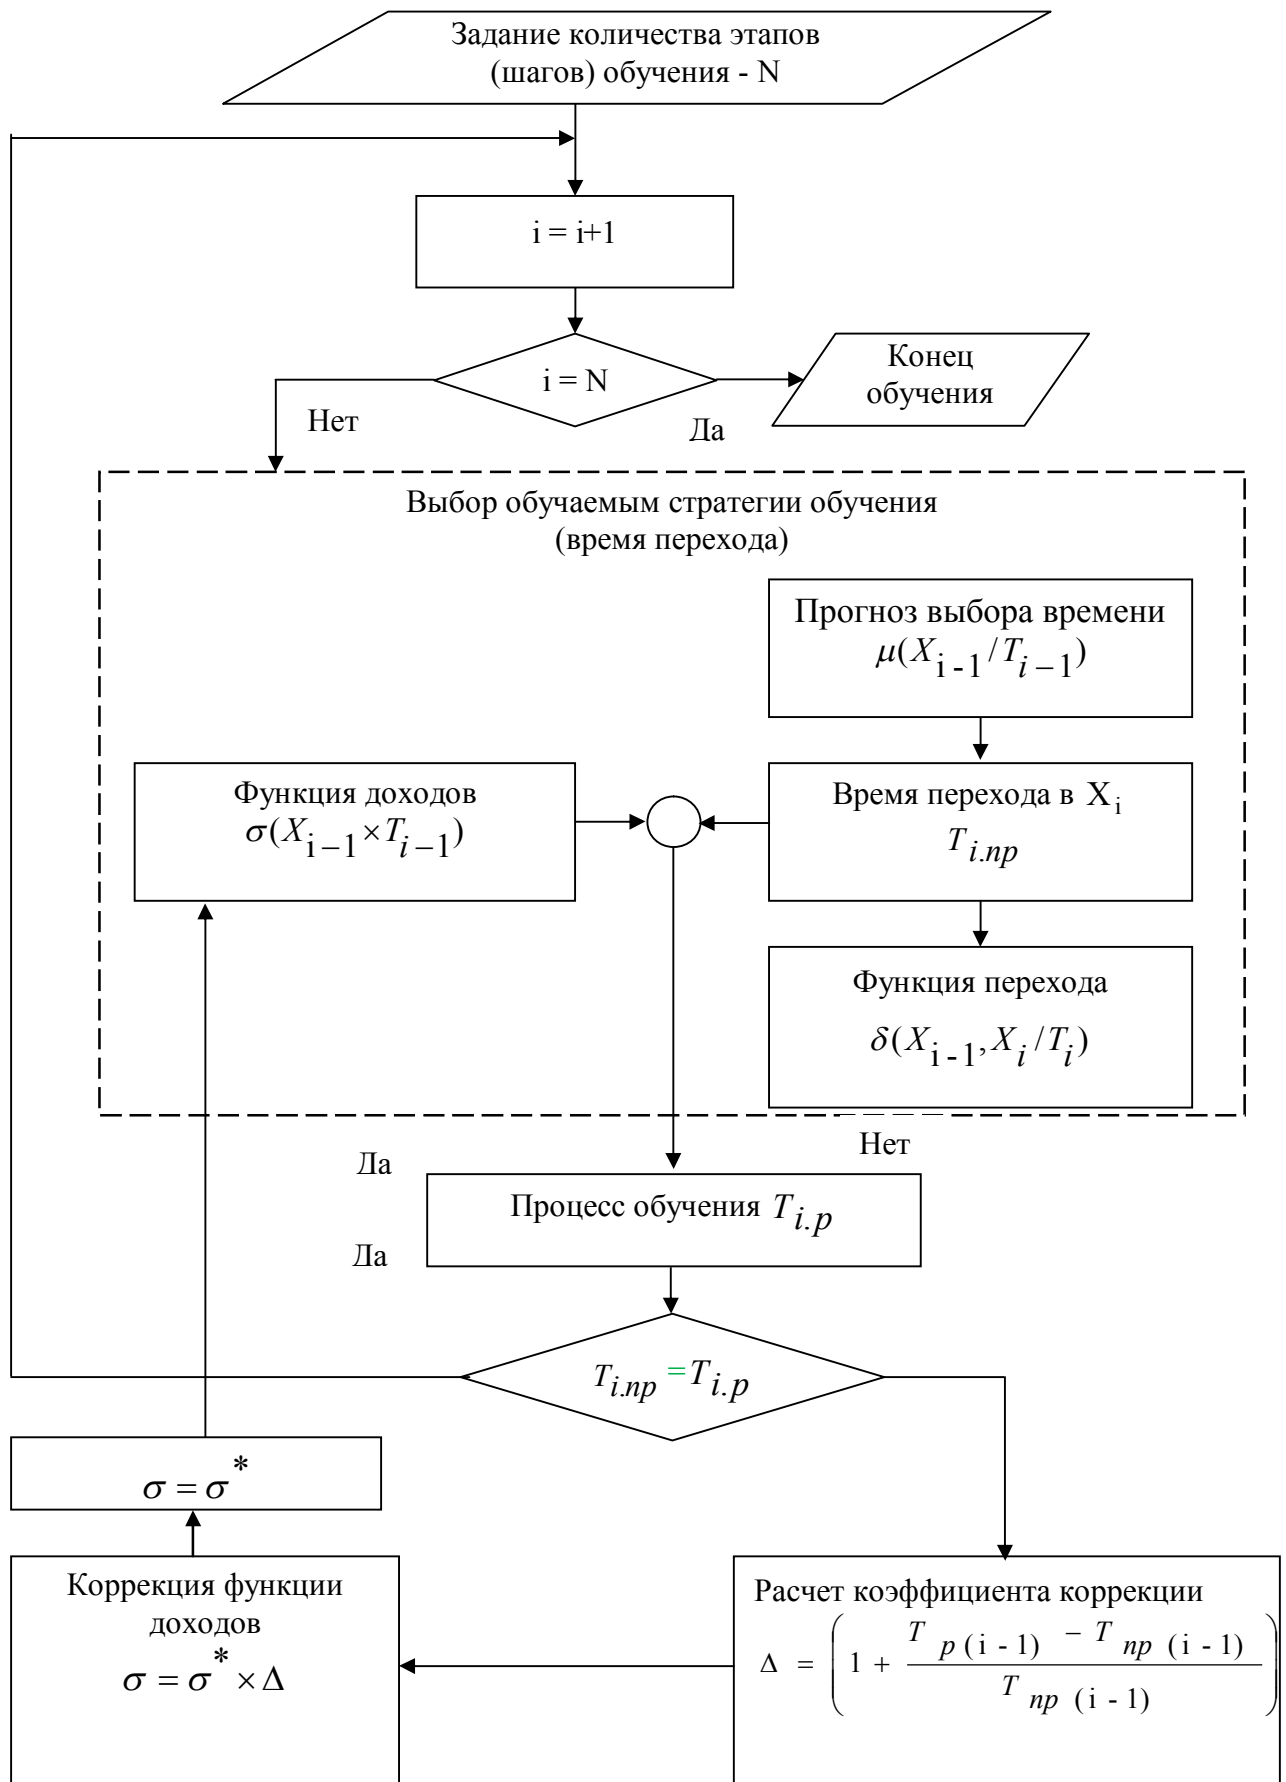 Задание количества этапов
(шагов) обучения - N
i = i+1
i = N
Конец
обучения
Нет
Да
Выбор обучаемым стратегии обучения
(время перехода)
Прогноз выбора времени
μ(X_{i-1}/T_{i-1})
Функция доходов
σ(X_{i-1}×T_{i-1})
Время перехода в X_i
T_{i.пр}
Функция перехода
δ(X_{i-1},X_i/T_i)
Нет
Да
Процесс обучения T_{i.p}
Да
T_{i.пр}=T_{i.p}
σ = σ*
Коррекция функции
доходов
σ = σ* × Δ
Расчет коэффициента коррекции
Δ = (1 + (T_{p(i-1)} − T_{пр(i-1)}) / T_{пр(i-1)})